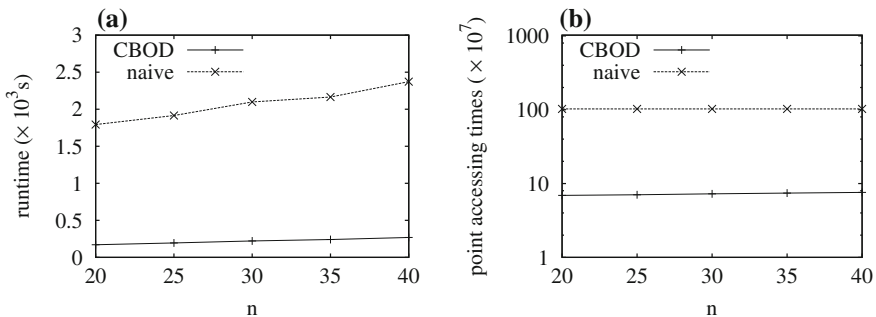 (a)
3
2.5
2
1.5
1
0.5
0
runtime (× 10³s)
CBOD
naive
20 25 30 35 40
n
(b)
1000
100
10
1
point accessing times (× 10⁷)
CBOD
naive
20 25 30 35 40
n